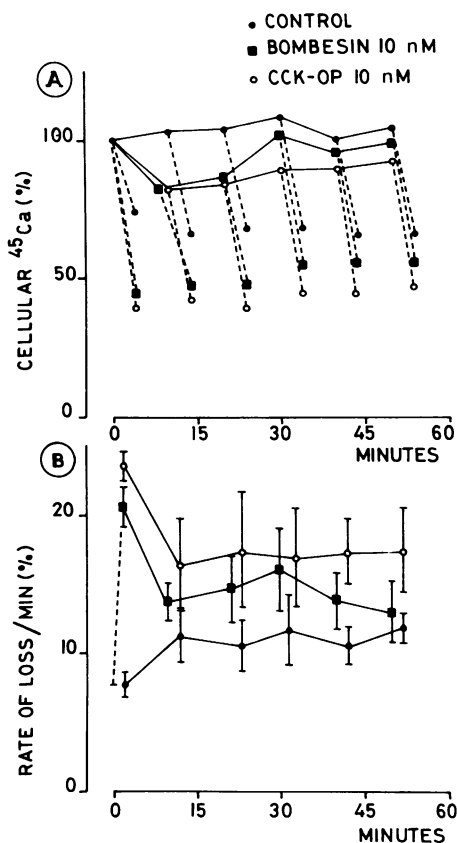 • CONTROL
■ BOMBESIN 10 nM
○ CCK-OP 10 nM
A
CELLULAR 45Ca (%)
100
50
0
0 15 30 45 60
MINUTES
B
RATE OF LOSS/MIN (%)
20
10
0
0 15 30 45 60
MINUTES